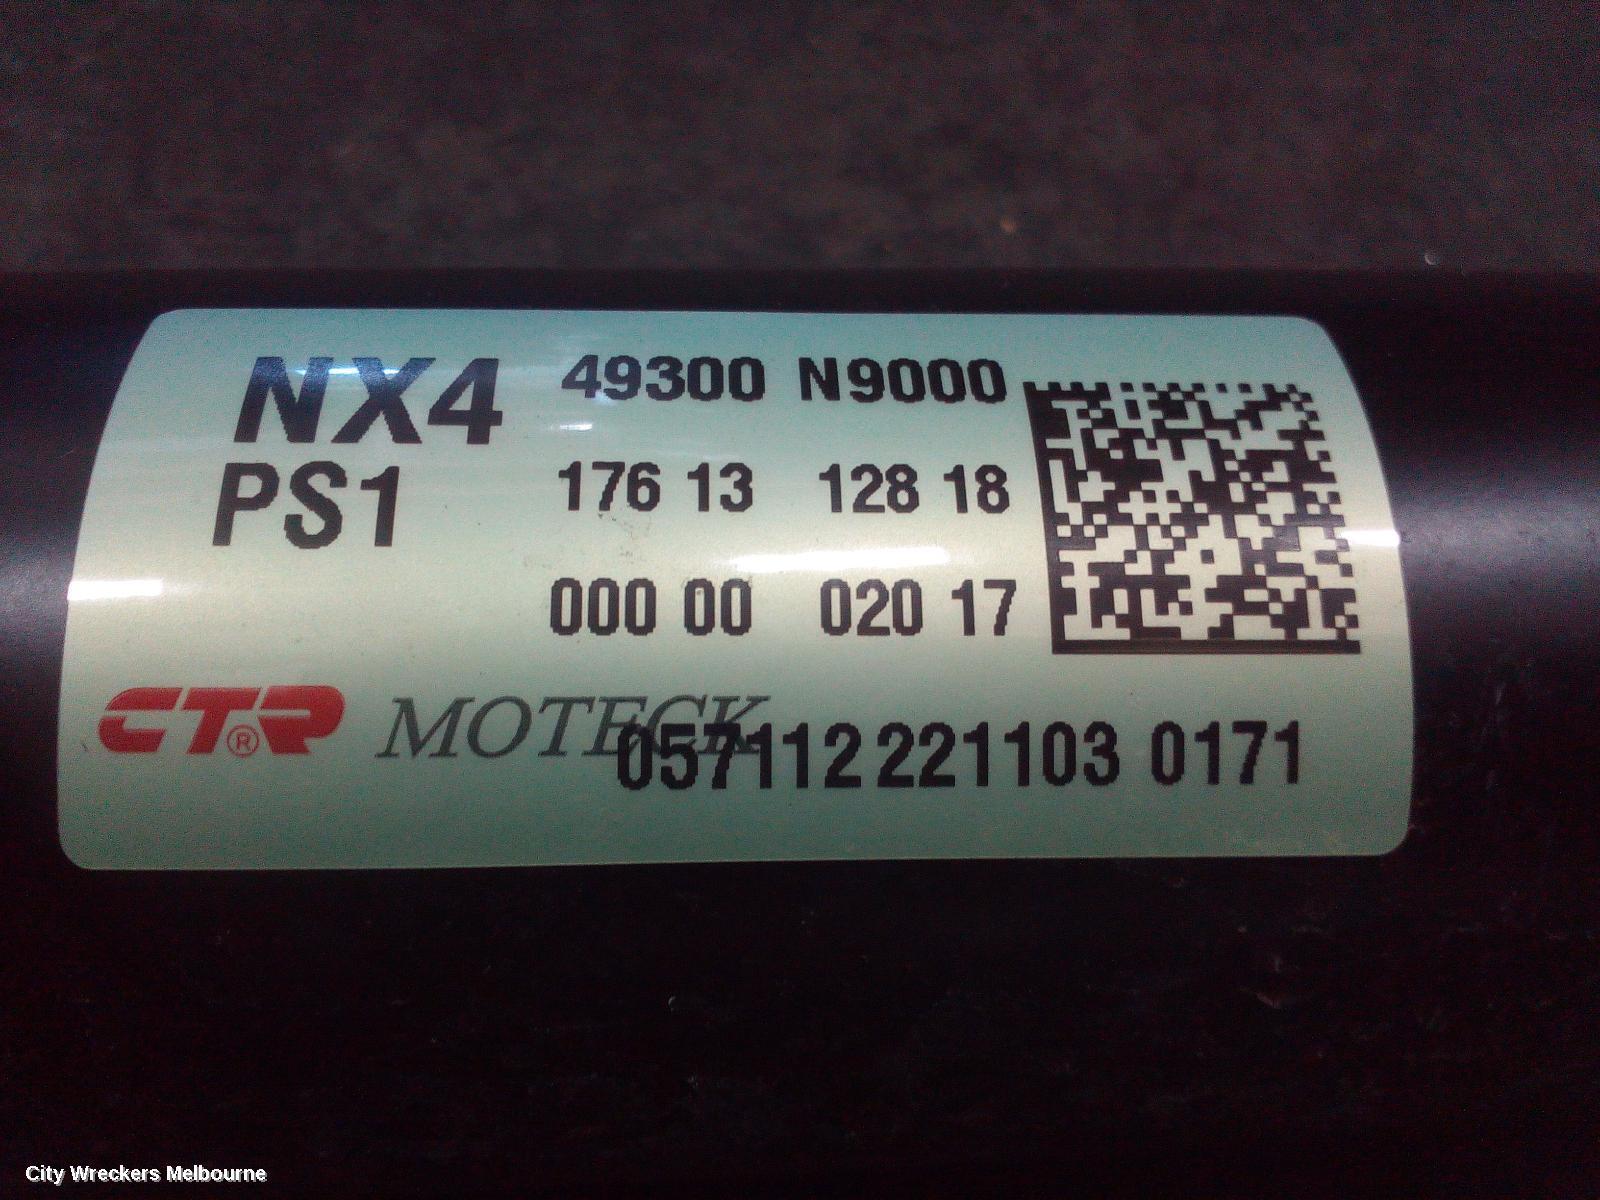 NX4 49300 N9000
PS1 176 13 128 18
000 00 020 17
CTR® MOTECK
057112 221103 0171
City Wreckers Melbourne